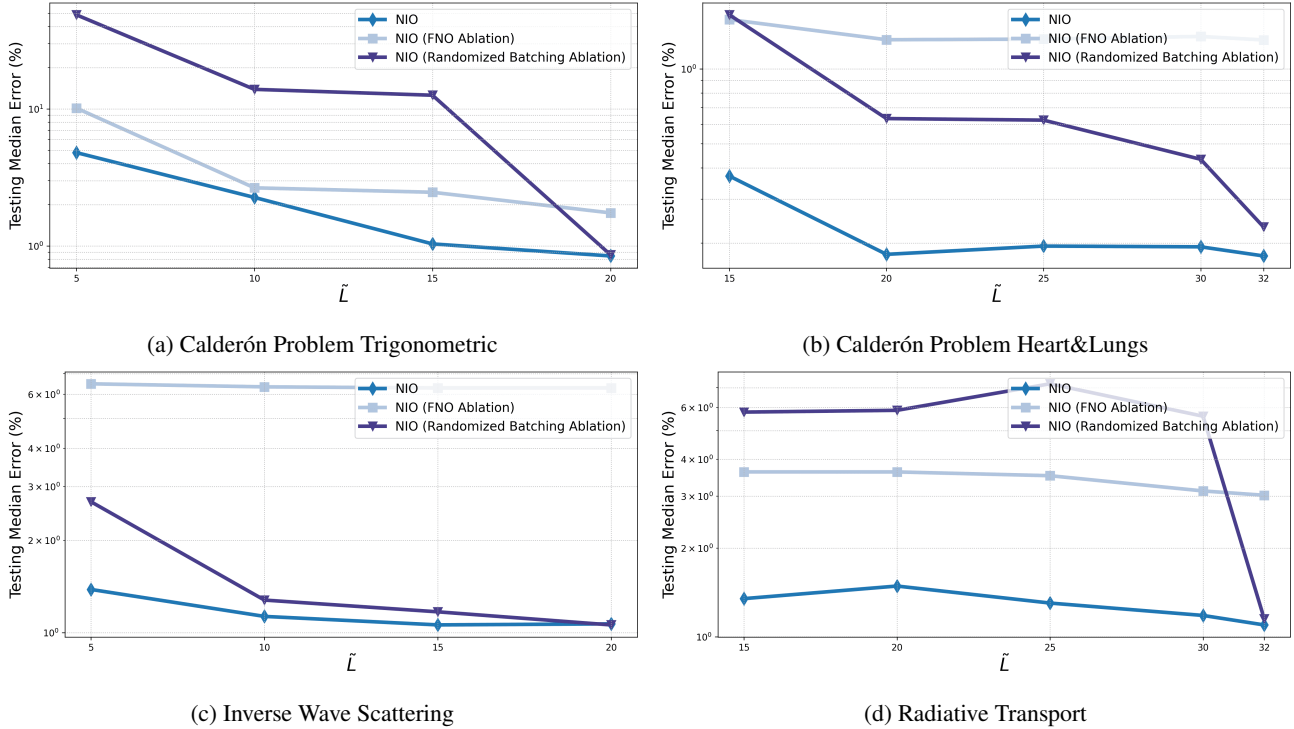 NIO
NIO (FNO Ablation)
NIO (Randomized Batching Ablation)
Testing Median Error (%)
10¹
10⁰
5 10 15 20
L̃
(a) Calderón Problem Trigonometric
NIO
NIO (FNO Ablation)
NIO (Randomized Batching Ablation)
Testing Median Error (%)
10⁰
15 20 25 30 32
L̃
(b) Calderón Problem Heart&Lungs
NIO
NIO (FNO Ablation)
NIO (Randomized Batching Ablation)
Testing Median Error (%)
6 × 10⁰
4 × 10⁰
3 × 10⁰
2 × 10⁰
10⁰
5 10 15 20
L̃
(c) Inverse Wave Scattering
NIO
NIO (FNO Ablation)
NIO (Randomized Batching Ablation)
Testing Median Error (%)
6 × 10⁰
4 × 10⁰
3 × 10⁰
2 × 10⁰
10⁰
15 20 25 30 32
L̃
(d) Radiative Transport